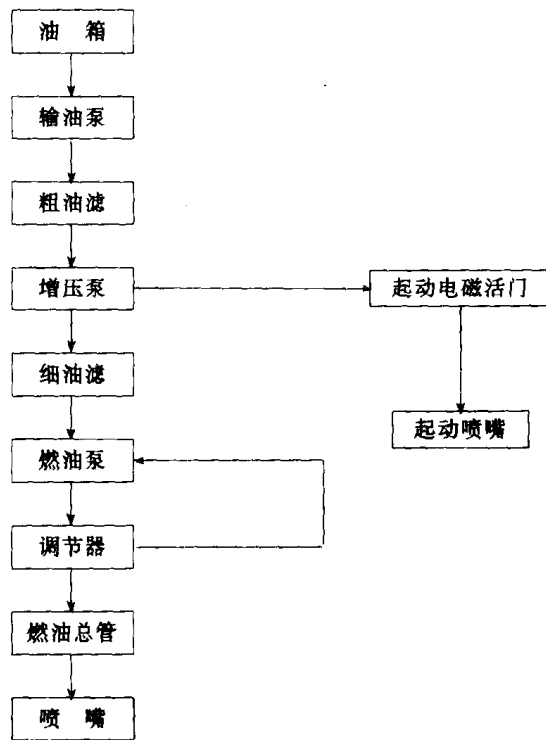 油 箱
输油泵
粗油滤
增压泵
起动电磁活门
细油滤
起动喷嘴
燃油泵
调节器
燃油总管
喷 嘴